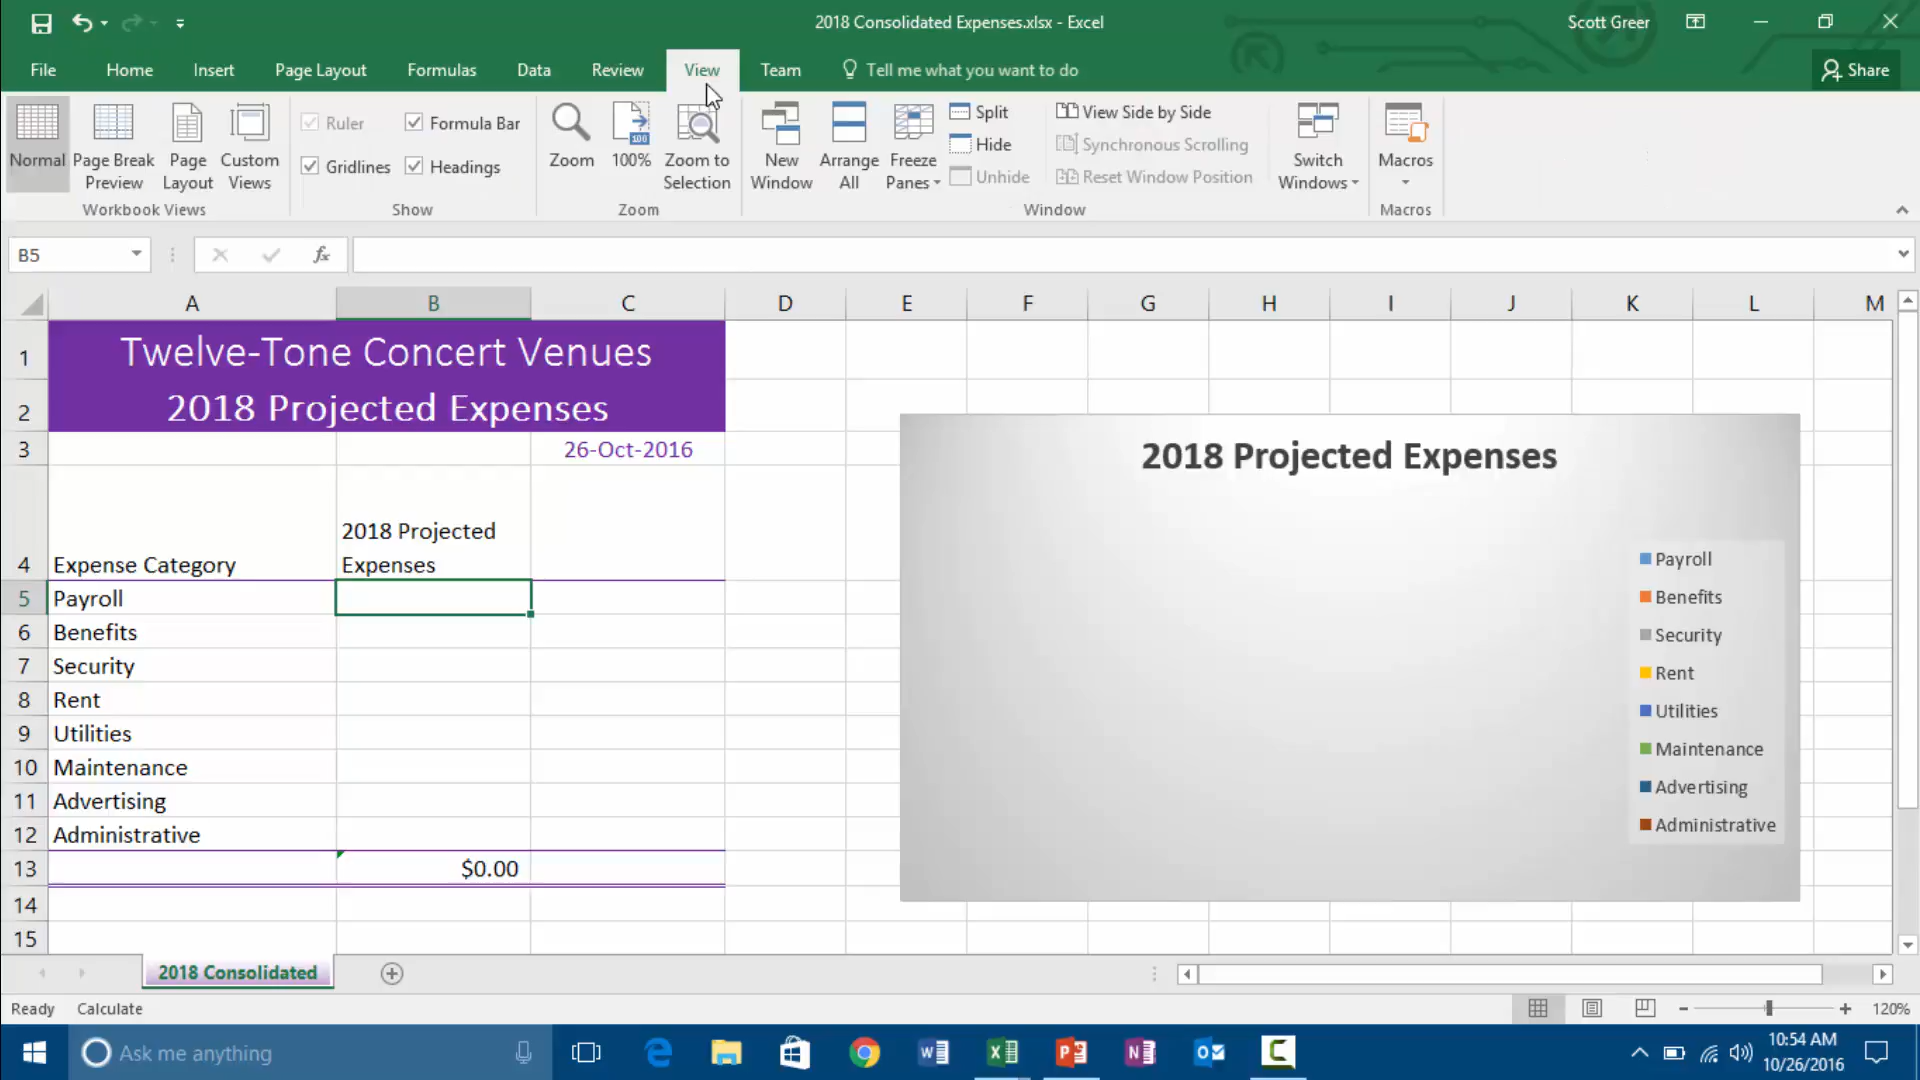 2018 Consolidated Expenses.xlsx - Excel
Scott Greer
File Home Insert Page Layout Formulas Data Review View Team Tell me what you want to do Share
Normal
Page Break
Preview
Page
Layout
Custom
Views
Workbook Views
Ruler Formula Bar
Gridlines Headings
Show
Zoom
100
100%
Zoom to
Selection
Zoom
New
Window
Arrange
All
Freeze
Panes
Split
Hide
Unhide
View Side by Side
Synchronous Scrolling
Reset Window Position
Window
Switch
Windows
Macros
Macros
B5 fx
A B C D E F G H I J K L M
1 Twelve-Tone Concert Venues
2 2018 Projected Expenses
3 26-Oct-2016
2018 Projected
4 Expense Category Expenses
5 Payroll
6 Benefits
7 Security
8 Rent
9 Utilities
10 Maintenance
11 Advertising
12 Administrative
13 $0.00
14
15
2018 Projected Expenses
Payroll
Benefits
Security
Rent
Utilities
Maintenance
Advertising
Administrative
2018 Consolidated
Ready Calculate 120%
Ask me anything
10:54 AM
10/26/2016